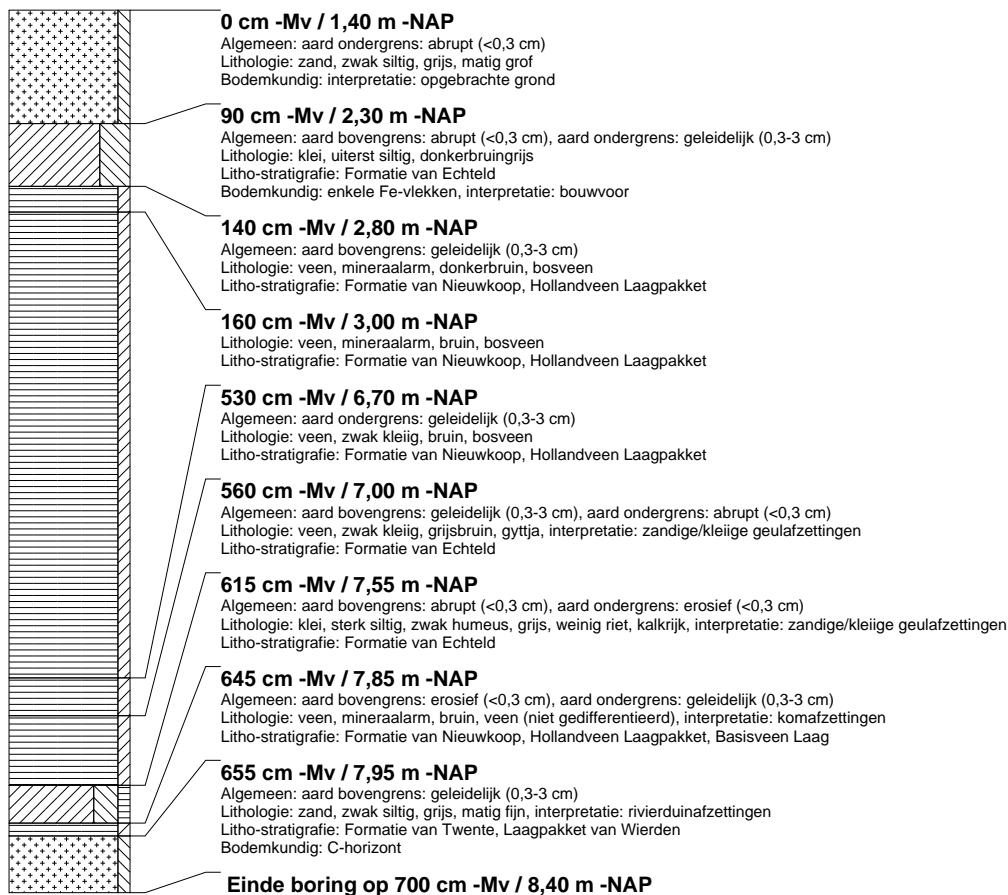 0 cm -Mv / 1,40 m -NAP
Algemeen: aard ondergrens: abrupt (<0,3 cm)
Lithologie: zand, zwak siltig, grijs, matig grof
Bodemkundig: interpretatie: opgebrachte grond
90 cm -Mv / 2,30 m -NAP
Algemeen: aard bovengrens: abrupt (<0,3 cm), aard ondergrens: geleidelijk (0,3-3 cm)
Lithologie: klei, uiterst siltig, donkerbruingrijs
Litho-stratigrafie: Formatie van Echteld
Bodemkundig: enkele Fe-vlekken, interpretatie: bouwvoor
140 cm -Mv / 2,80 m -NAP
Algemeen: aard bovengrens: geleidelijk (0,3-3 cm)
Lithologie: veen, mineraalarm, donkerbruin, bosveen
Litho-stratigrafie: Formatie van Nieuwkoop, Hollandveen Laagpakket
160 cm -Mv / 3,00 m -NAP
Lithologie: veen, mineraalarm, bruin, bosveen
Litho-stratigrafie: Formatie van Nieuwkoop, Hollandveen Laagpakket
530 cm -Mv / 6,70 m -NAP
Algemeen: aard ondergrens: geleidelijk (0,3-3 cm)
Lithologie: veen, zwak kleiig, bruin, bosveen
Litho-stratigrafie: Formatie van Nieuwkoop, Hollandveen Laagpakket
560 cm -Mv / 7,00 m -NAP
Algemeen: aard bovengrens: geleidelijk (0,3-3 cm), aard ondergrens: abrupt (<0,3 cm)
Lithologie: veen, zwak kleiig, grijsbruin, gyttja, interpretatie: zandige/kleiige geulafzettingen
Litho-stratigrafie: Formatie van Echteld
615 cm -Mv / 7,55 m -NAP
Algemeen: aard bovengrens: abrupt (<0,3 cm), aard ondergrens: erosief (<0,3 cm)
Lithologie: klei, sterk siltig, zwak humeus, grijs, weinig riet, kalkrijk, interpretatie: zandige/kleiige geulafzettingen
Litho-stratigrafie: Formatie van Echteld
645 cm -Mv / 7,85 m -NAP
Algemeen: aard bovengrens: erosief (<0,3 cm), aard ondergrens: geleidelijk (0,3-3 cm)
Lithologie: veen, mineraalarm, bruin, veen (niet gedifferentieerd), interpretatie: komafzettingen
Litho-stratigrafie: Formatie van Nieuwkoop, Hollandveen Laagpakket, Basisveen Laag
655 cm -Mv / 7,95 m -NAP
Algemeen: aard bovengrens: geleidelijk (0,3-3 cm)
Lithologie: zand, zwak siltig, grijs, matig fijn, interpretatie: rivierduinafzettingen
Litho-stratigrafie: Formatie van Twente, Laagpakket van Wierden
Bodemkundig: C-horizont
Einde boring op 700 cm -Mv / 8,40 m -NAP